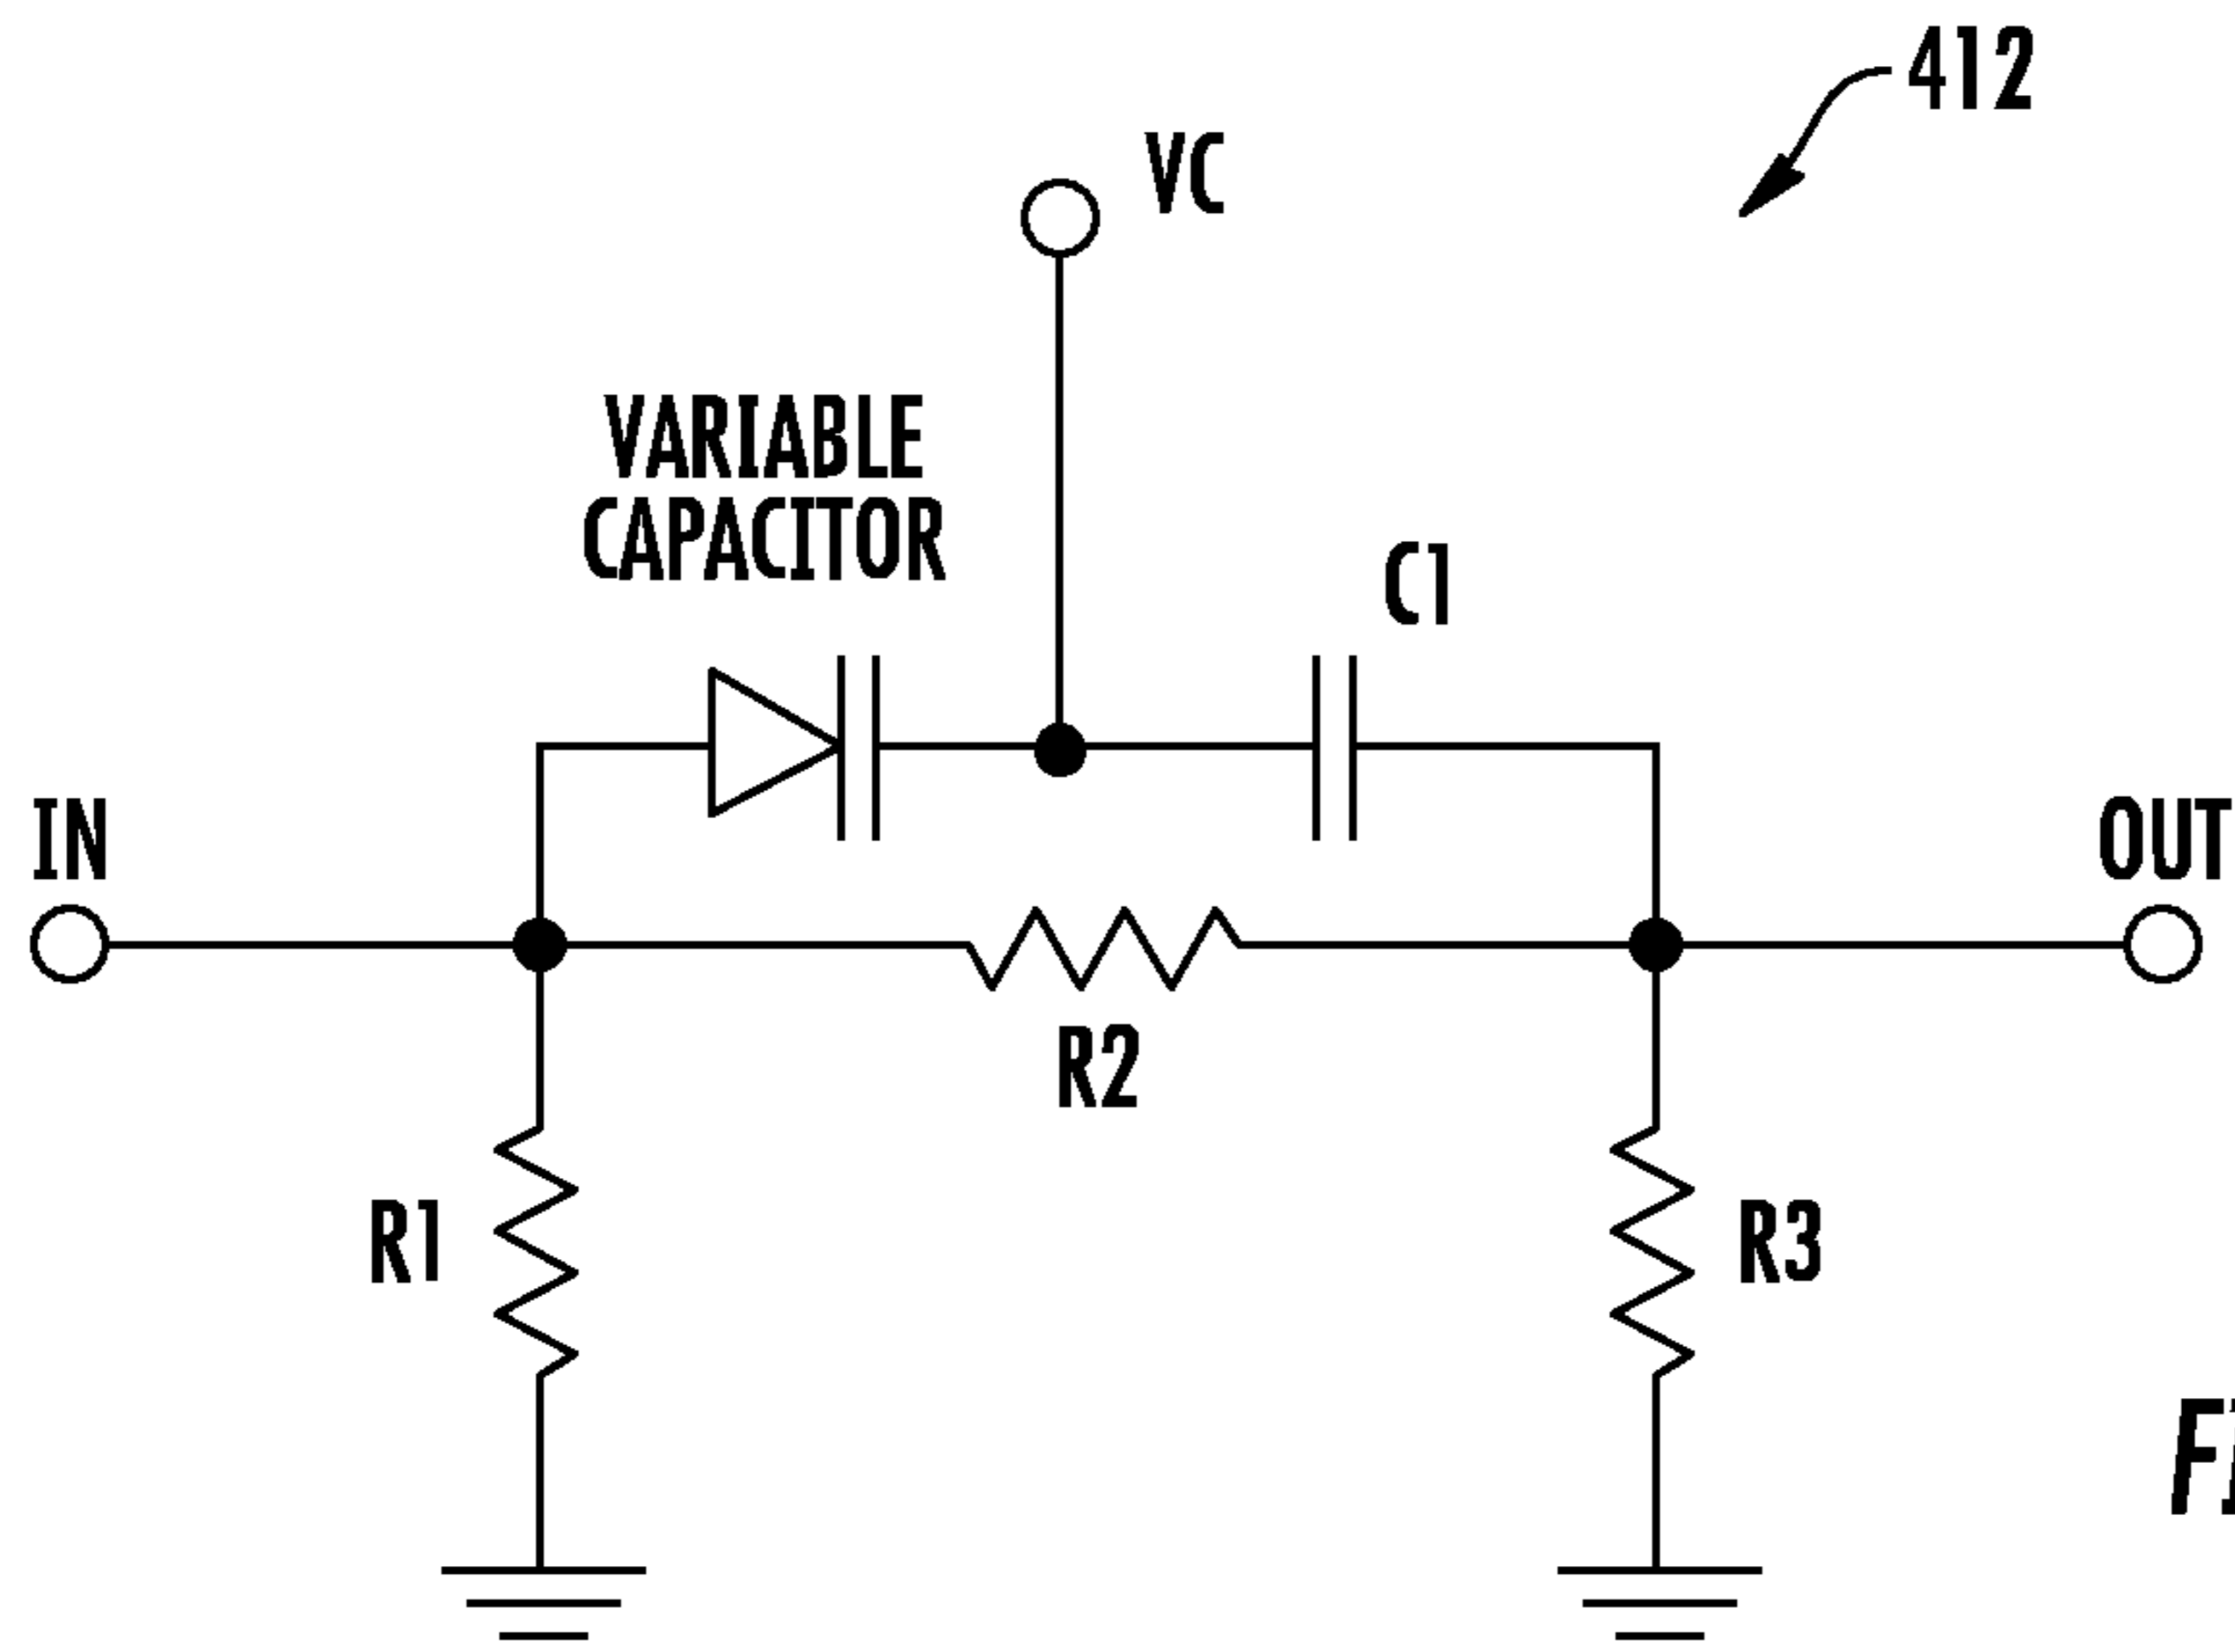 412
VC
VARIABLE
CAPACITOR
C1
IN
OUT
R2
R1
R3